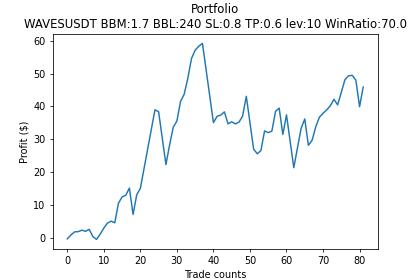 Portfolio
WAVESUSDT BBM:1.7 BBL:240 SL:0.8 TP:0.6 lev:10 WinRatio:70.0
Profit ($)
60
50
40
30
20
10
0
0 10 20 30 40 50 60 70 80
Trade counts